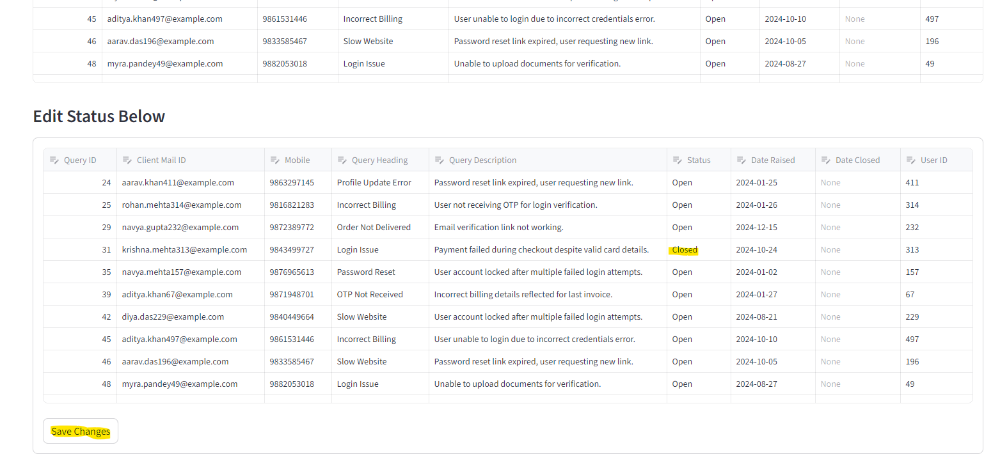 45 aditya.khan497@example.com 9861531446 Incorrect Billing User unable to login due to incorrect credentials error. Open 2024-10-10 None 497
46 aarav.das196@example.com 9833585467 Slow Website Password reset link expired, user requesting new link. Open 2024-10-05 None 196
48 myra.pandey49@example.com 9882053018 Login Issue Unable to upload documents for verification. Open 2024-08-27 None 49
Edit Status Below
Query ID Client Mail ID Mobile Query Heading Query Description Status Date Raised Date Closed User ID
24 aarav.khan411@example.com 9863297145 Profile Update Error Password reset link expired, user requesting new link. Open 2024-01-25 None 411
25 rohan.mehta314@example.com 9816821283 Incorrect Billing User not receiving OTP for login verification. Open 2024-01-26 None 314
29 navya.gupta232@example.com 9872389772 Order Not Delivered Email verification link not working. Open 2024-12-15 None 232
31 krishna.mehta313@example.com 9843499727 Login Issue Payment failed during checkout despite valid card details. Closed 2024-10-24 None 313
35 navya.mehta157@example.com 9876965613 Password Reset User account locked after multiple failed login attempts. Open 2024-01-02 None 157
39 aditya.khan67@example.com 9871948701 OTP Not Received Incorrect billing details reflected for last invoice. Open 2024-01-27 None 67
42 diya.das229@example.com 9840449664 Slow Website User account locked after multiple failed login attempts. Open 2024-08-21 None 229
45 aditya.khan497@example.com 9861531446 Incorrect Billing User unable to login due to incorrect credentials error. Open 2024-10-10 None 497
46 aarav.das196@example.com 9833585467 Slow Website Password reset link expired, user requesting new link. Open 2024-10-05 None 196
48 myra.pandey49@example.com 9882053018 Login Issue Unable to upload documents for verification. Open 2024-08-27 None 49
Save Changes